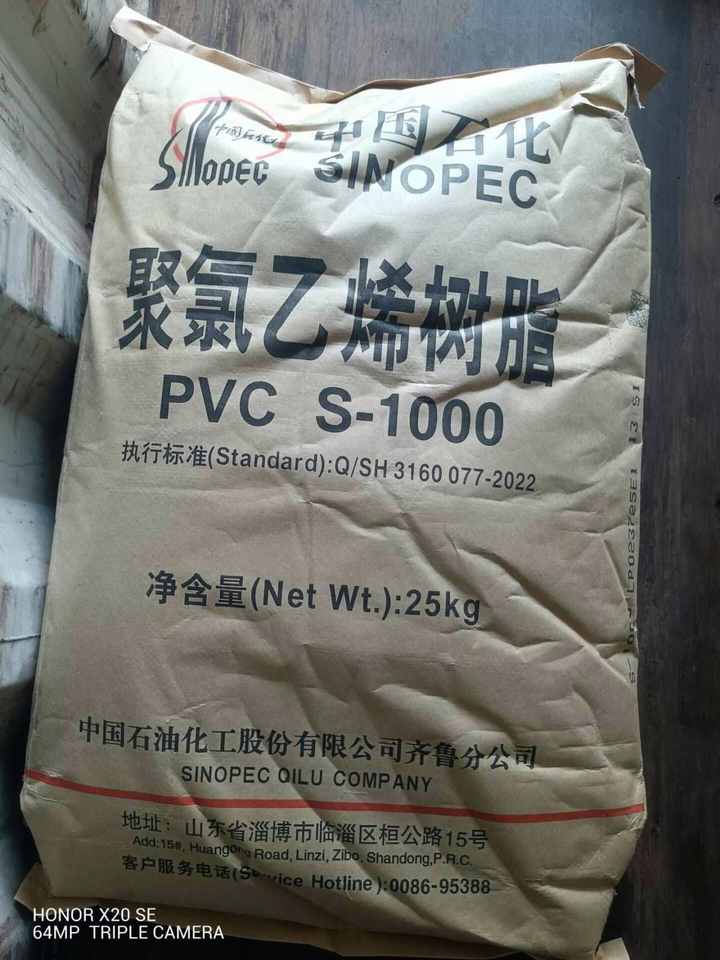 中国石化
SINOPEC
中国石化
SINOPEC
聚氯乙烯树脂
PVC S-1000
执行标准(Standard):Q/SH 3160 077-2022
净含量(Net Wt.):25kg
中国石油化工股份有限公司齐鲁分公司
SINOPEC QILU COMPANY
地址：山东省淄博市临淄区桓公路15号
Add:15#, Road, Linzi, Zibo, Shandong,P.R.C.
客户服务电话(Service Hotline):0086-95388
13 S1
HONOR X20 SE
64MP TRIPLE CAMERA